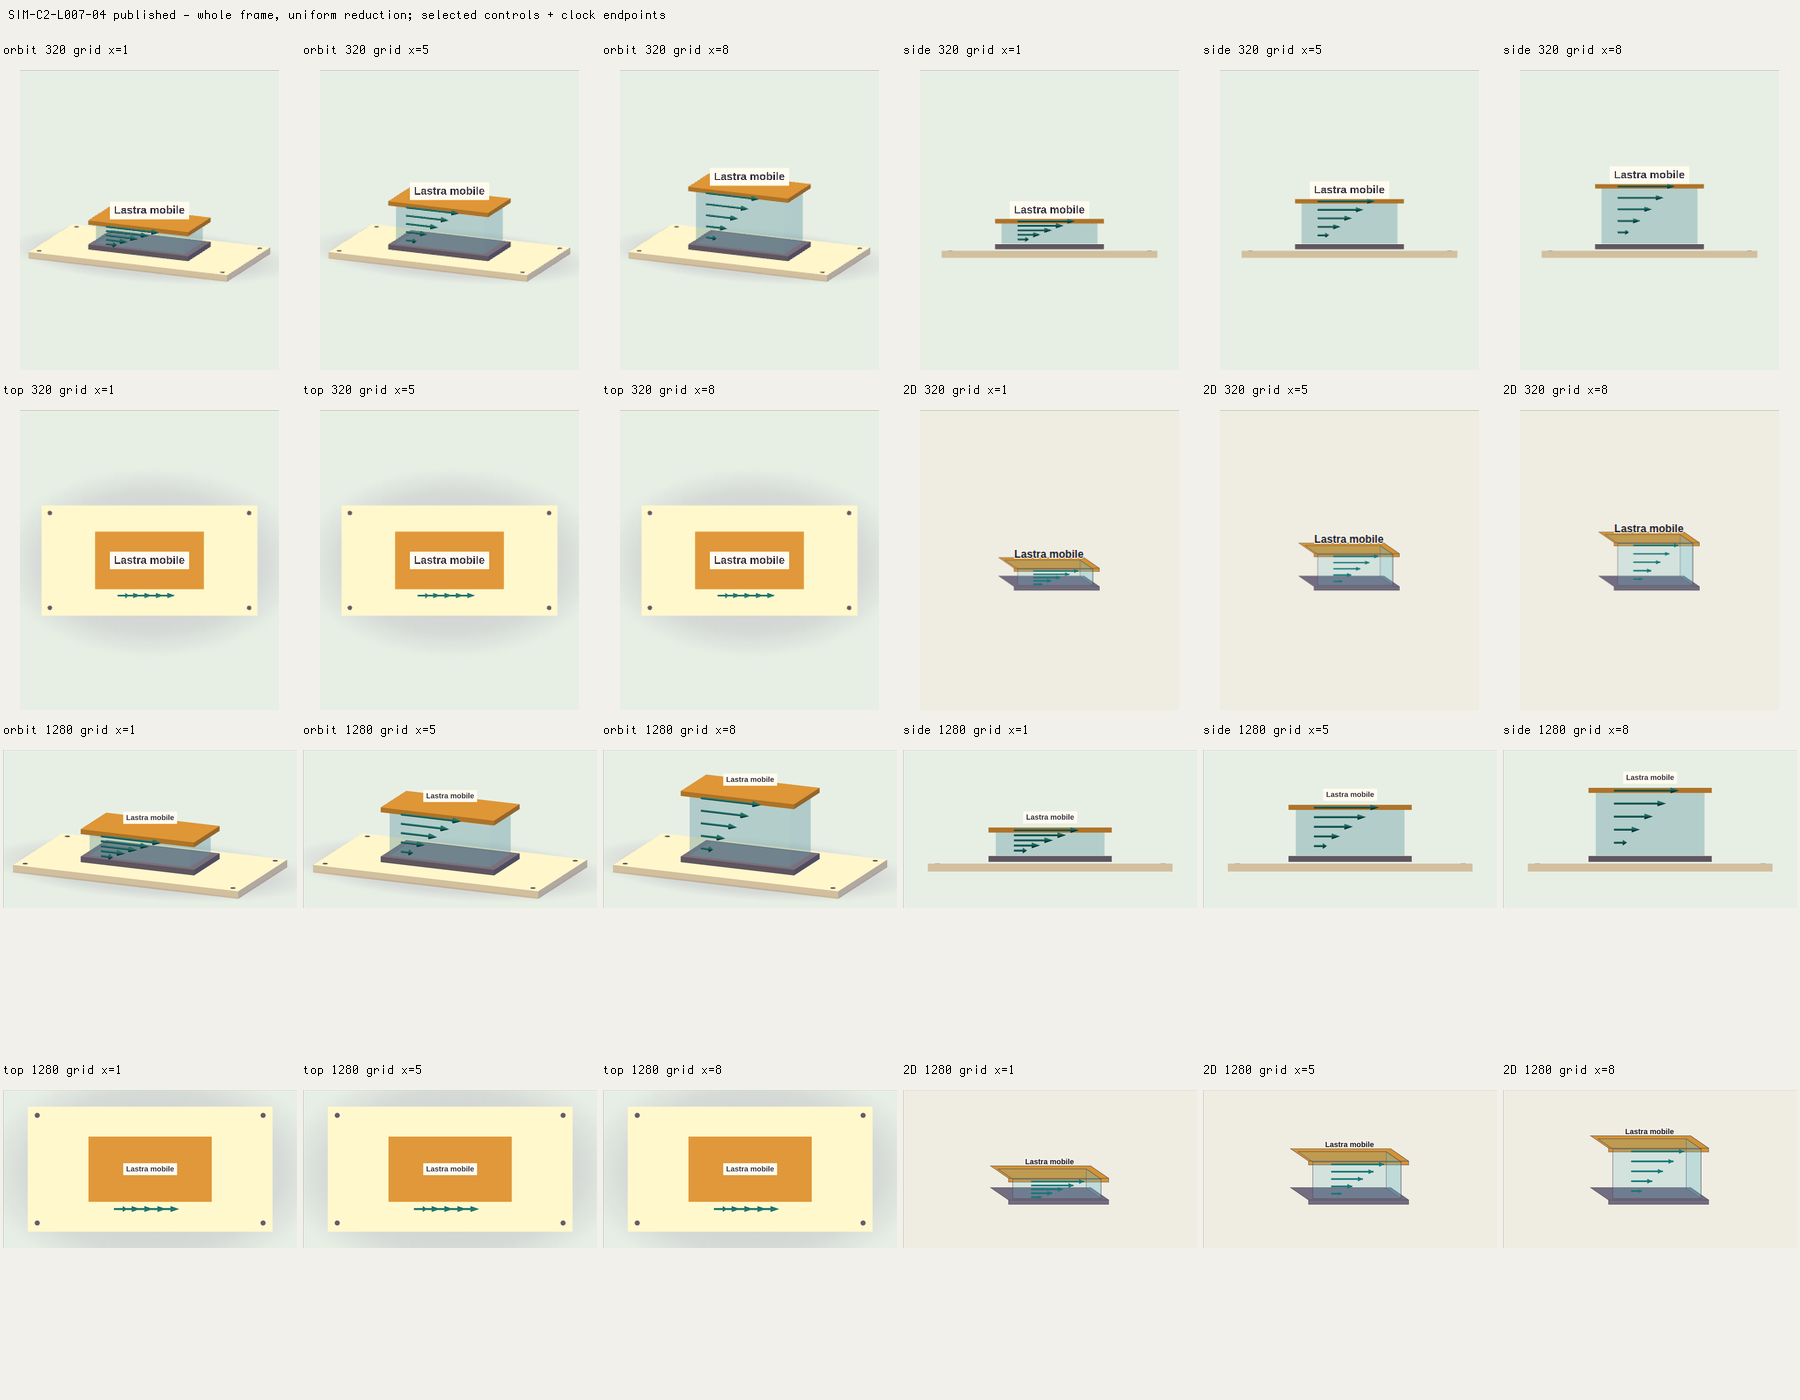 SIM-C2-L007-04 published — whole frame, uniform reduction; selected controls + clock endpoints
orbit 320 grid x=1
orbit 320 grid x=5
orbit 320 grid x=8
side 320 grid x=1
side 320 grid x=5
side 320 grid x=8
Lastra mobile
Lastra mobile
Lastra mobile
Lastra mobile
Lastra mobile
Lastra mobile
top 320 grid x=1
top 320 grid x=5
top 320 grid x=8
2D 320 grid x=1
2D 320 grid x=5
2D 320 grid x=8
Lastra mobile
Lastra mobile
Lastra mobile
Lastra mobile
Lastra mobile
Lastra mobile
orbit 1280 grid x=1
orbit 1280 grid x=5
orbit 1280 grid x=8
side 1280 grid x=1
side 1280 grid x=5
side 1280 grid x=8
Lastra mobile
Lastra mobile
Lastra mobile
Lastra mobile
Lastra mobile
Lastra mobile
top 1280 grid x=1
top 1280 grid x=5
top 1280 grid x=8
2D 1280 grid x=1
2D 1280 grid x=5
2D 1280 grid x=8
Lastra mobile
Lastra mobile
Lastra mobile
Lastra mobile
Lastra mobile
Lastra mobile